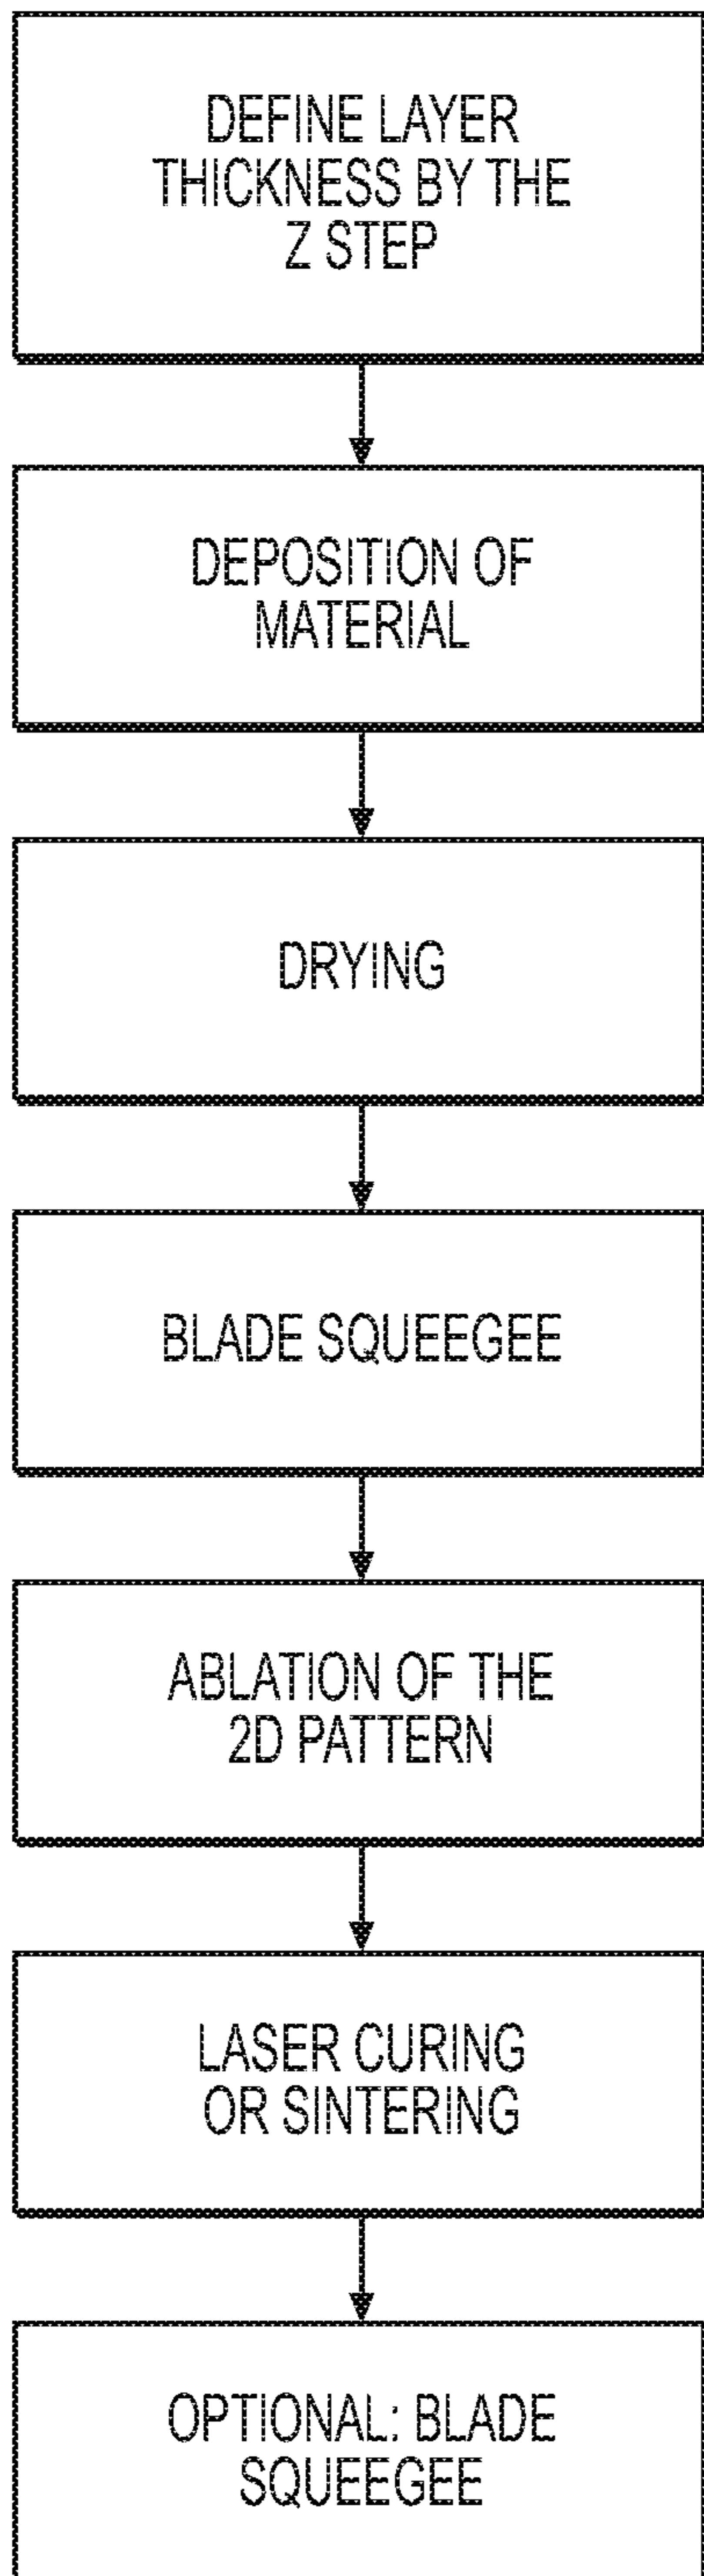 DEFINE LAYER
THICKNESS BY THE
Z STEP
DEPOSITION OF
MATERIAL
DRYING
BLADE SQUEEGEE
ABLATION OF THE
2D PATTERN
LASER CURING
OR SINTERING
OPTIONAL: BLADE
SQUEEGEE